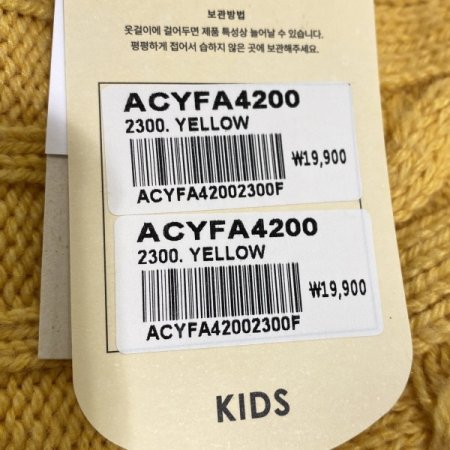 보관방법
옷걸이에 걸어두면 제품 특성상 늘어날 수 있습니다.
평평하게 접어서 습하지 않은 곳에 보관해주세요.
ACYFA4200
2300. YELLOW
₩19,900
ACYFA42002300F
ACYFA4200
2300. YELLOW
₩19,900
ACYFA42002300F
KIDS